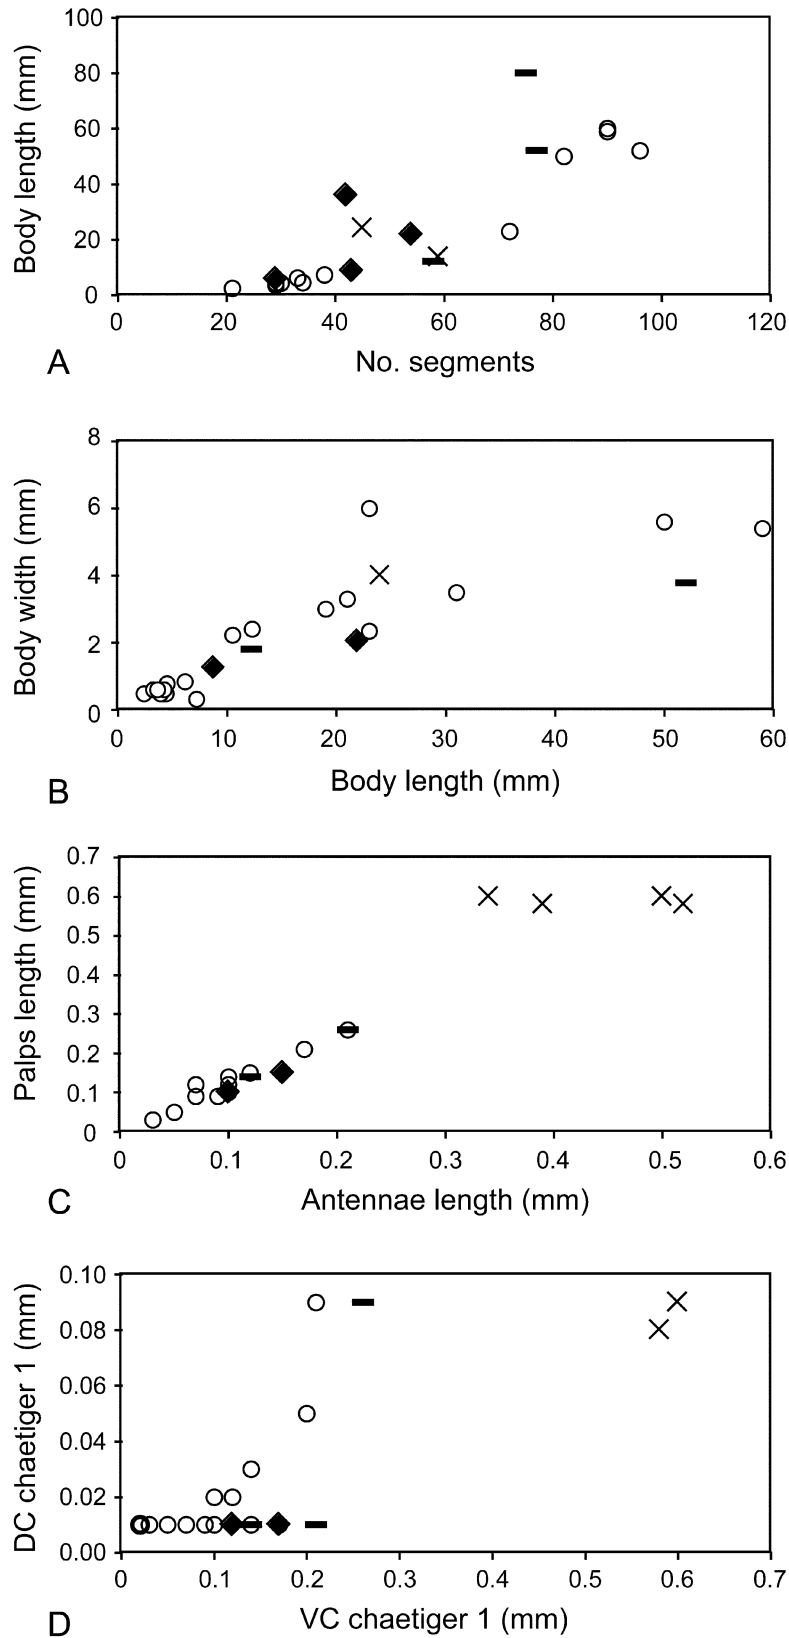 Body length (mm)
100
80
60
40
20
0
0 20 40 60 80 100 120
A No. segments
Body width (mm)
8
6
4
2
0
0 10 20 30 40 50 60
B Body length (mm)
Palps length (mm)
0.7
0.6
0.5
0.4
0.3
0.2
0.1
0
0 0.1 0.2 0.3 0.4 0.5 0.6
C Antennae length (mm)
DC chaetiger 1 (mm)
0.10
0.08
0.06
0.04
0.02
0.00
0 0.1 0.2 0.3 0.4 0.5 0.6 0.7
D VC chaetiger 1 (mm)